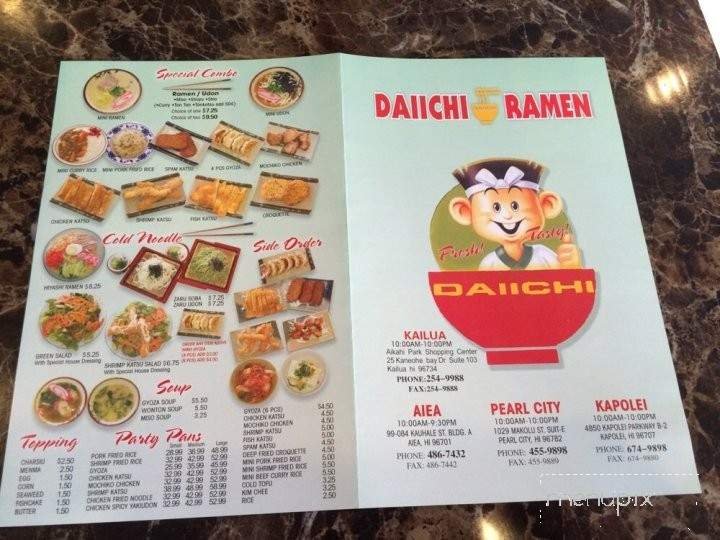 Special Combo
Ramen / Udon
•Miso •Shoyu •Shio
Choice of one $7.25
Choice of two $9.50
MINI RAMEN
MINI UDON
MINI CURRY RICE
MINI PORK FRIED RICE
SPAM KATSU
4 PCS GYOZA
MOCHIKO CHICKEN
CHICKEN KATSU
SHRIMP KATSU
FISH KATSU
CROQUETTE
Cold Noodle
HIYASHI RAMEN $8.25
ZARU SOBA $7.25
ZARU UDON $7.25
GREEN SALAD $5.25
With Special House Dressing
SHRIMP KATSU SALAD $6.75
With Special House Dressing
Side Order
Soup
GYOZA SOUP $5.50
WONTON SOUP 5.50
MISO SOUP 3.25
GYOZA (6 PCS) $4.50
CHICKEN KATSU 4.50
MOCHIKO CHICKEN 4.50
SHRIMP KATSU 5.00
FISH KATSU 4.50
SPAM KATSU
DEEP FRIED CROQUETTE
MINI PORK FRIED RICE
MINI SHRIMP FRIED RICE
MINI BEEF CURRY RICE
COLD TOFU 3.25
KIM CHEE
RICE 2.50
Topping
CHARSIU $2.50
MENMA 2.50
EGG 1.50
CORN 1.50
SEAWEED 1.50
FISHCAKE 1.50
BUTTER 1.50
Party Pans
Small Medium Large
PORK FRIED RICE 28.99 38.99 48.99
SHRIMP FRIED RICE 32.99 42.99 52.99
GYOZA 25.99 35.99 45.99
CHICKEN KATSU 32.99 42.99 52.99
MOCHIKO CHICKEN 32.99 42.99 52.99
SHRIMP KATSU 38.99 48.99 58.99
CHICKEN FRIED NOODLE 32.99 42.99 52.99
CHICKEN SPICY YAKIUDON 32.99 42.99 52.99
DAIICHI RAMEN
Fresh! Tasty!
DAIICHI
KAILUA
10:00AM-10:00PM
Aikahi Park Shopping Center
25 Kaneohe bay Dr Suite 103
Kailua hi 96734
PHONE:254-9988
FAX:254-9888
AIEA
10:00AM-9:30PM
99-084 KAUHALE ST. BLDG. A
AIEA, HI 96701
PHONE: 486-7432
FAX: 486-7442
PEARL CITY
10:00AM-10:00PM
1029 MAKOLU ST. SUIT-E
PEARL CITY, HI 96782
PHONE: 455-9898
FAX: 455-9889
KAPOLEI
10:00AM-10:00PM
4850 KAPOLEI PARKWAY B-2
KAPOLEI, HI 96707
PHONE: 674-9898
FAX: 674-9880
menupix